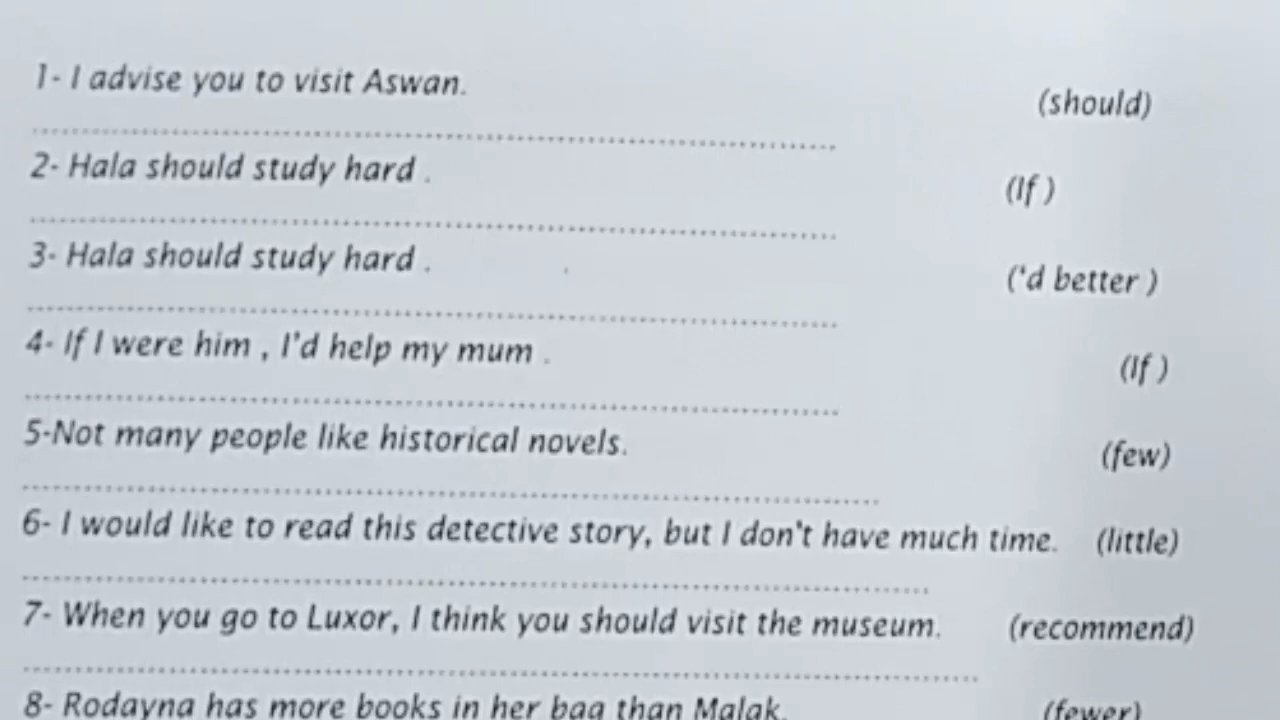 1- I advise you to visit Aswan. (should)
2- Hala should study hard . (If )
3- Hala should study hard . ('d better )
4- If I were him , I'd help my mum . (If )
5-Not many people like historical novels. (few)
6- I would like to read this detective story, but I don't have much time. (little)
7- When you go to Luxor, I think you should visit the museum. (recommend)
8- Rodayna has more books in her bag than Malak. (fewer)